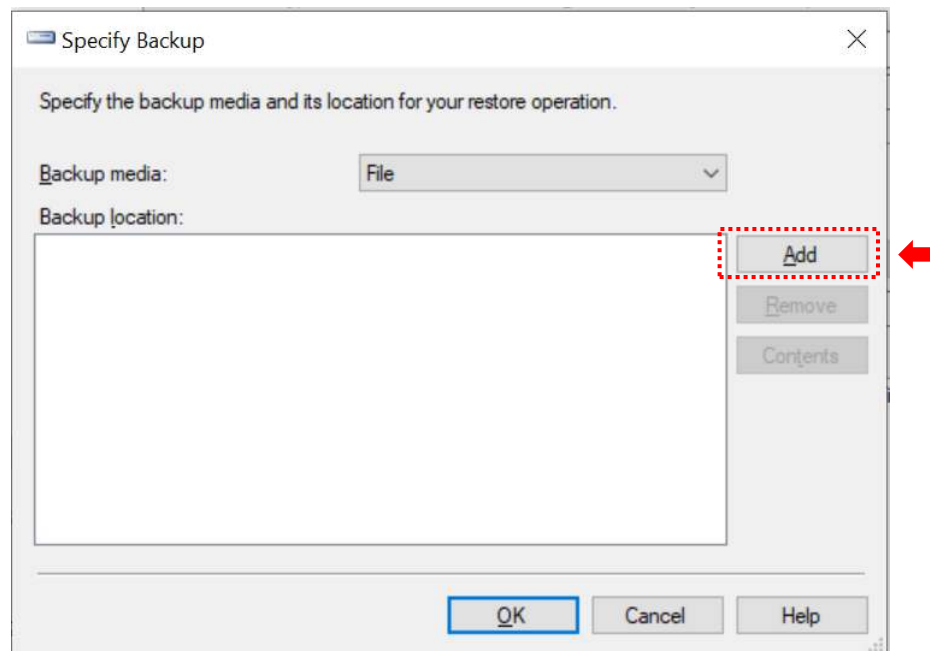 Specify Backup
Specify the backup media and its location for your restore operation.
Backup media:
File
Backup location:
Add
Remove
Contents
OK
Cancel
Help